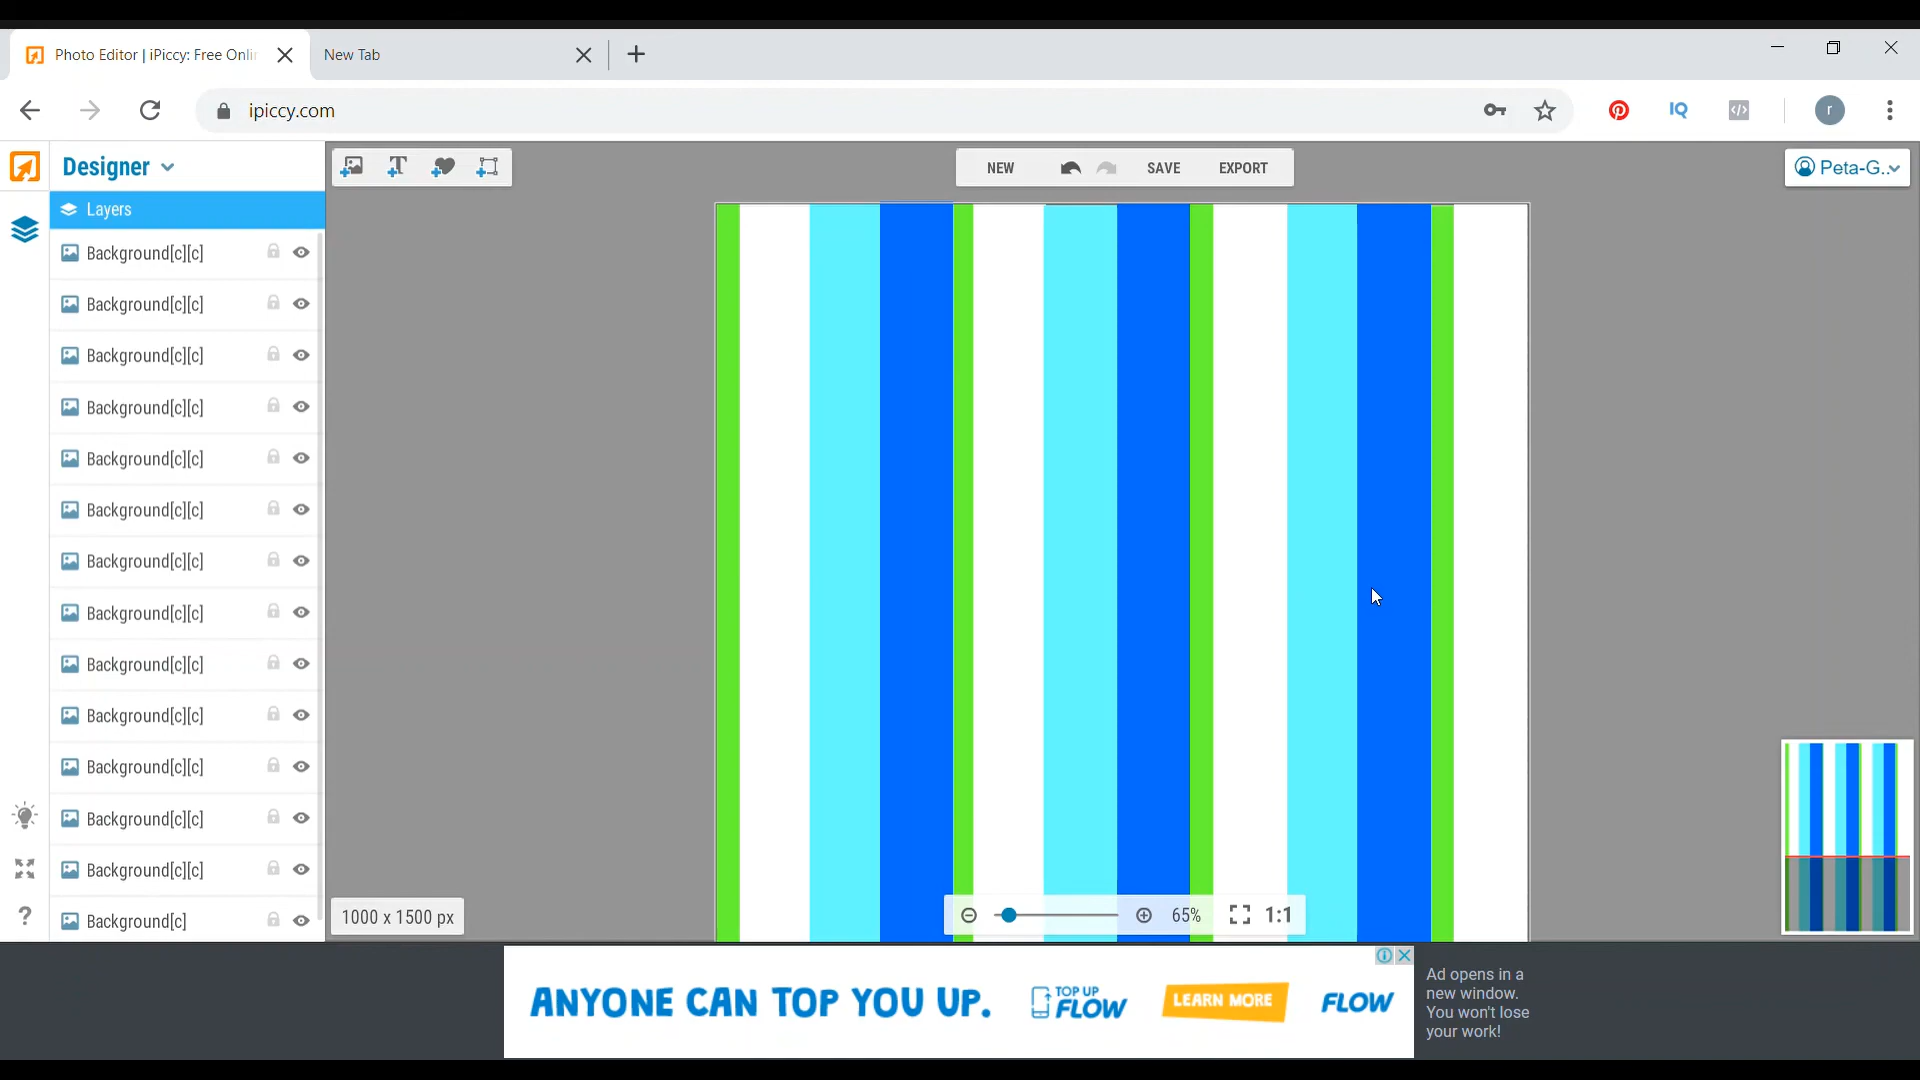 Photo Editor | iPiccy: Free Onli
New Tab
ipiccy.com
IQ
r
Designer
NEW
SAVE
EXPORT
Peta-G..
Layers
Background[c][c]
Background[c][c]
Background[c][c]
Background[c][c]
Background[c][c]
Background[c][c]
Background[c][c]
Background[c][c]
Background[c][c]
Background[c][c]
Background[c][c]
Background[c][c]
Background[c][c]
Background[c]
?
1000 x 1500 px
65%
1:1
ANYONE CAN TOP YOU UP.
TOP UP
FLOW
LEARN MORE
FLOW
Ad opens in a
new window.
You won't lose
your work!